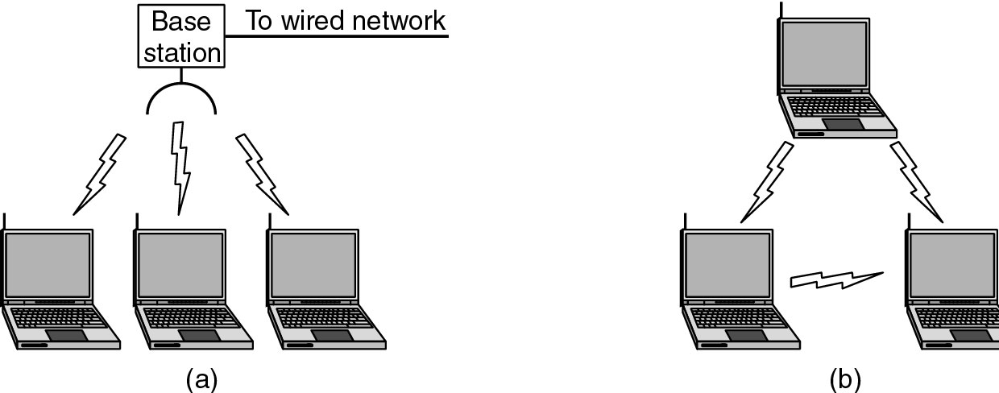 Base
station
To wired network
(a)
(b)